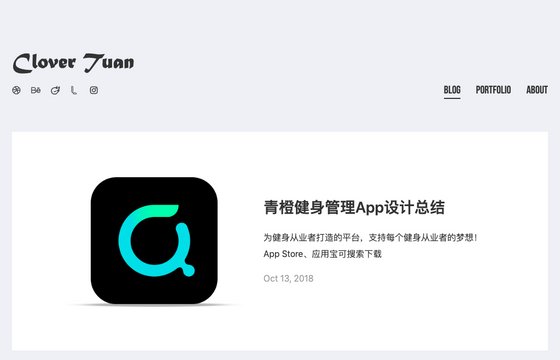 Clover Tuan
BLOG
PORTFOLIO
ABOUT
青橙健身管理App设计总结
为健身从业者打造的平台，支持每个健身从业者的梦想！
App Store、应用宝可搜索下载
Oct 13, 2018